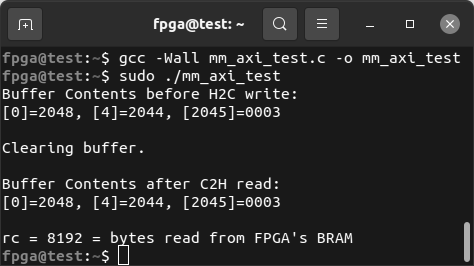 fpga@test: ~
fpga@test:~$ gcc -Wall mm_axi_test.c -o mm_axi_test
fpga@test:~$ sudo ./mm_axi_test
Buffer Contents before H2C write:
[0]=2048, [4]=2044, [2045]=0003
Clearing buffer.
Buffer Contents after C2H read:
[0]=2048, [4]=2044, [2045]=0003
rc = 8192 = bytes read from FPGA's BRAM
fpga@test:~$